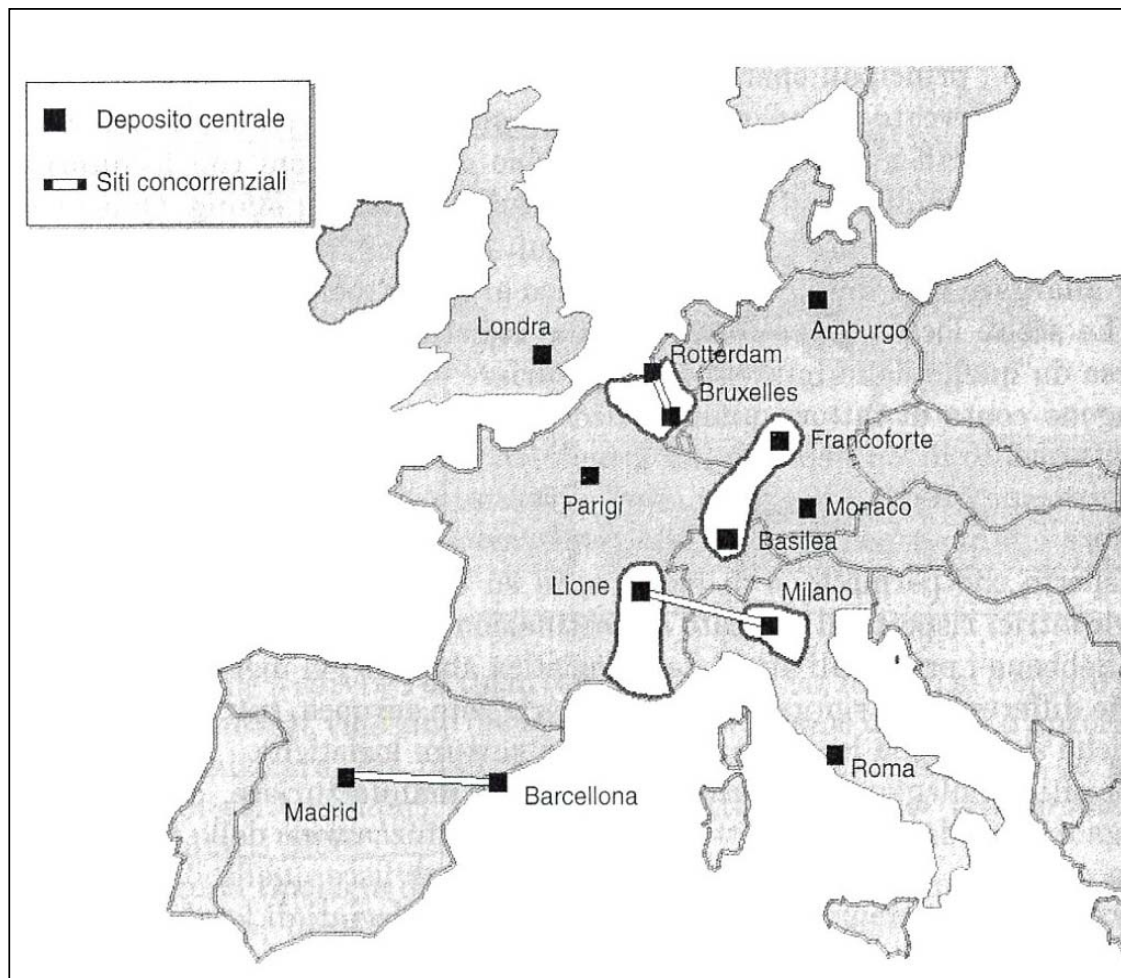 Deposito centrale
Siti concorrenziali
Londra
Amburgo
Rotterdam
Bruxelles
Francoforte
Parigi
Monaco
Basilea
Lione
Milano
Roma
Madrid
Barcellona